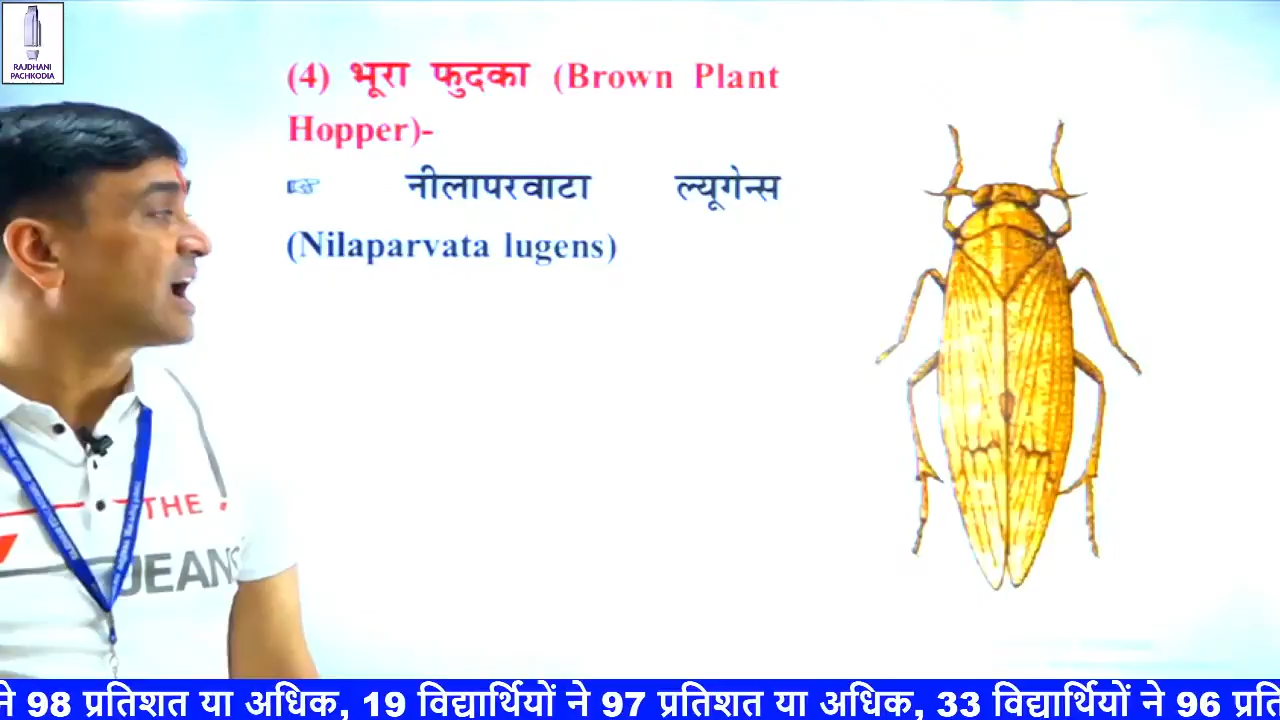 RAJDHANI
PACHKODIA
(4) भूरा फुदका (Brown Plant
Hopper)-
☞ नीलापरवाटा ल्यूगेन्स
(Nilaparvata lugens)
THE
JEANS
ने 98 प्रतिशत या अधिक, 19 विद्यार्थियों ने 97 प्रतिशत या अधिक, 33 विद्यार्थियों ने 96 प्रति